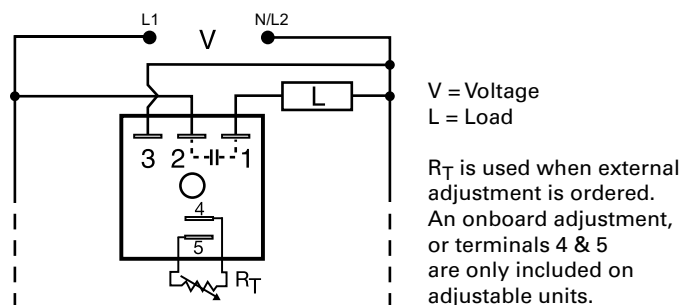 L1 V N/L2
L
3 2 1
4
5
RT
V = Voltage
L = Load
RT is used when external
adjustment is ordered.
An onboard adjustment,
or terminals 4 & 5
are only included on
adjustable units.